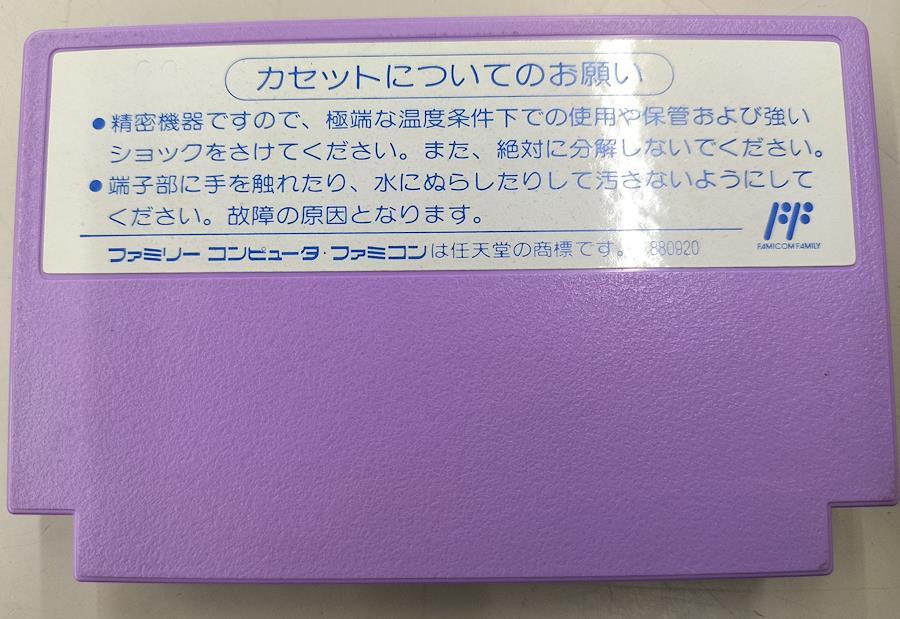 カセットについてのお願い
●精密機器ですので、極端な温度条件下での使用や保管および強い
ショックをさけてください。また、絶対に分解しないでください。
●端子部に手を触れたり、水にぬらしたりして汚さないようにして
ください。故障の原因となります。
FF
FAMICOM FAMILY
ファミリー コンピュータ・ファミコンは任天堂の商標です。 880920